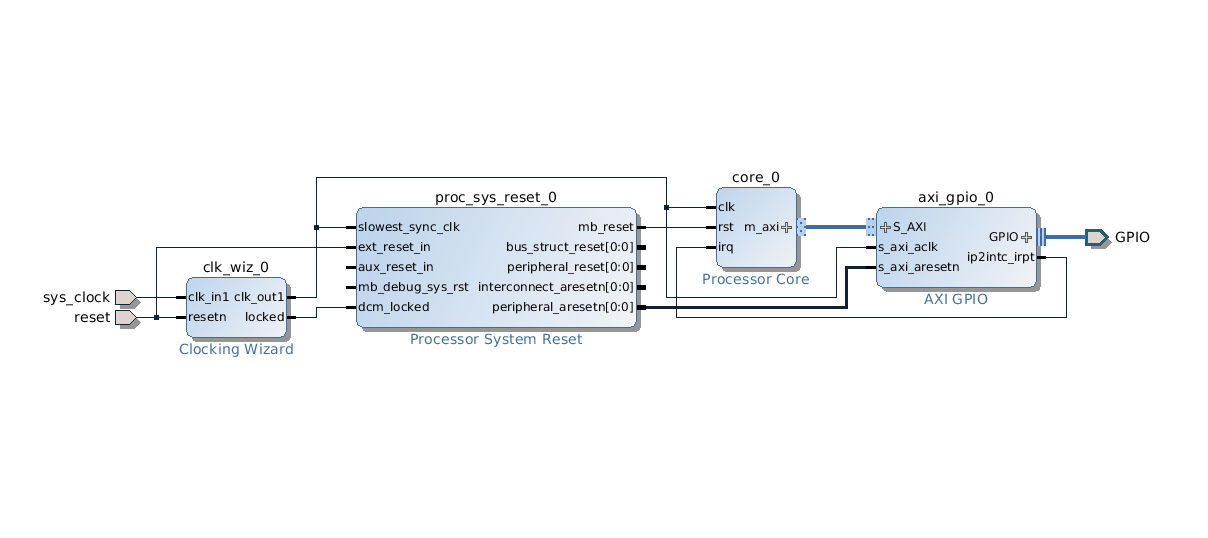 sys_clock
reset
clk_wiz_0
clk_in1 clk_out1
resetn locked
Clocking Wizard
proc_sys_reset_0
slowest_sync_clk mb_reset
ext_reset_in bus_struct_reset[0:0]
aux_reset_in peripheral_reset[0:0]
mb_debug_sys_rst interconnect_aresetn[0:0]
dcm_locked peripheral_aresetn[0:0]
Processor System Reset
core_0
clk
rst m_axi
irq
Processor Core
axi_gpio_0
S_AXI
GPIO
s_axi_aclk
ip2intc_irpt
s_axi_aresetn
AXI GPIO
GPIO